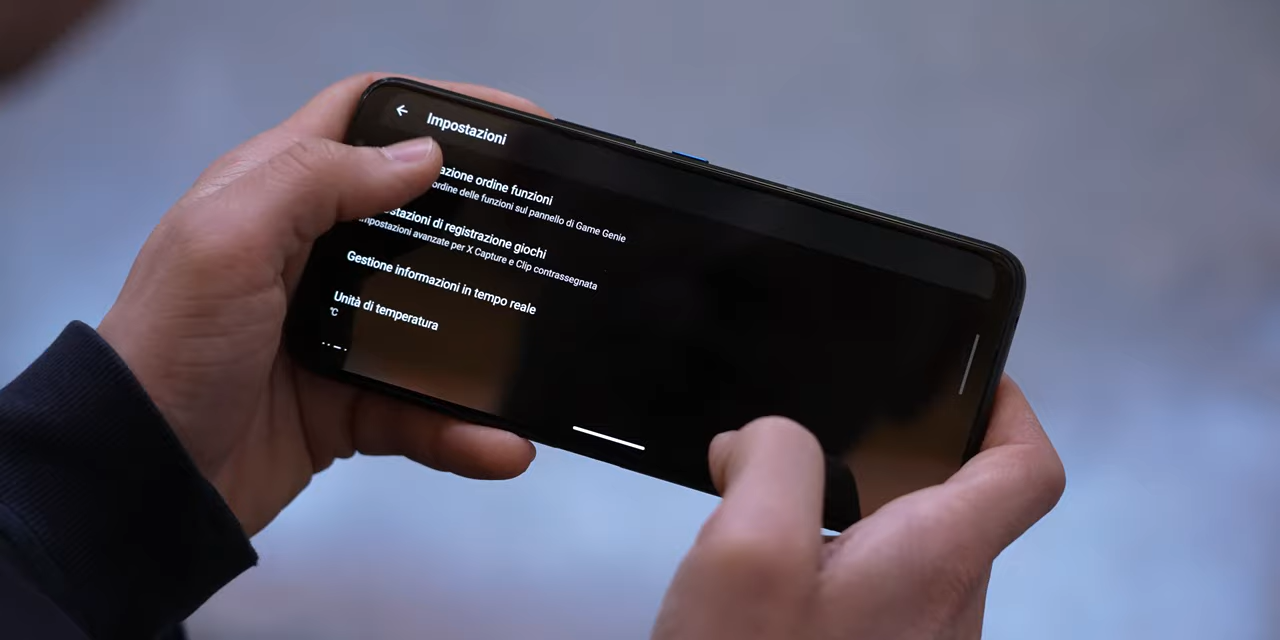 Impostazioni
azione ordine funzioni
ordine delle funzioni sul pannello di Game Genie
stazioni di registrazione giochi
impostazioni avanzate per X Capture e Clip contrassegnata
Gestione informazioni in tempo reale
Unità di temperatura
°C